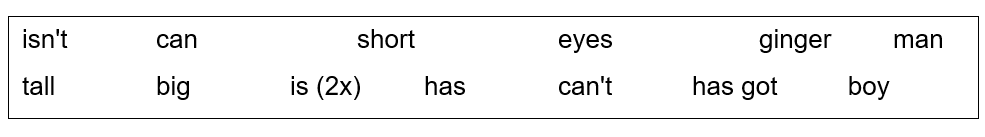 isn't can short eyes ginger man
tall big is (2x) has can't has got boy